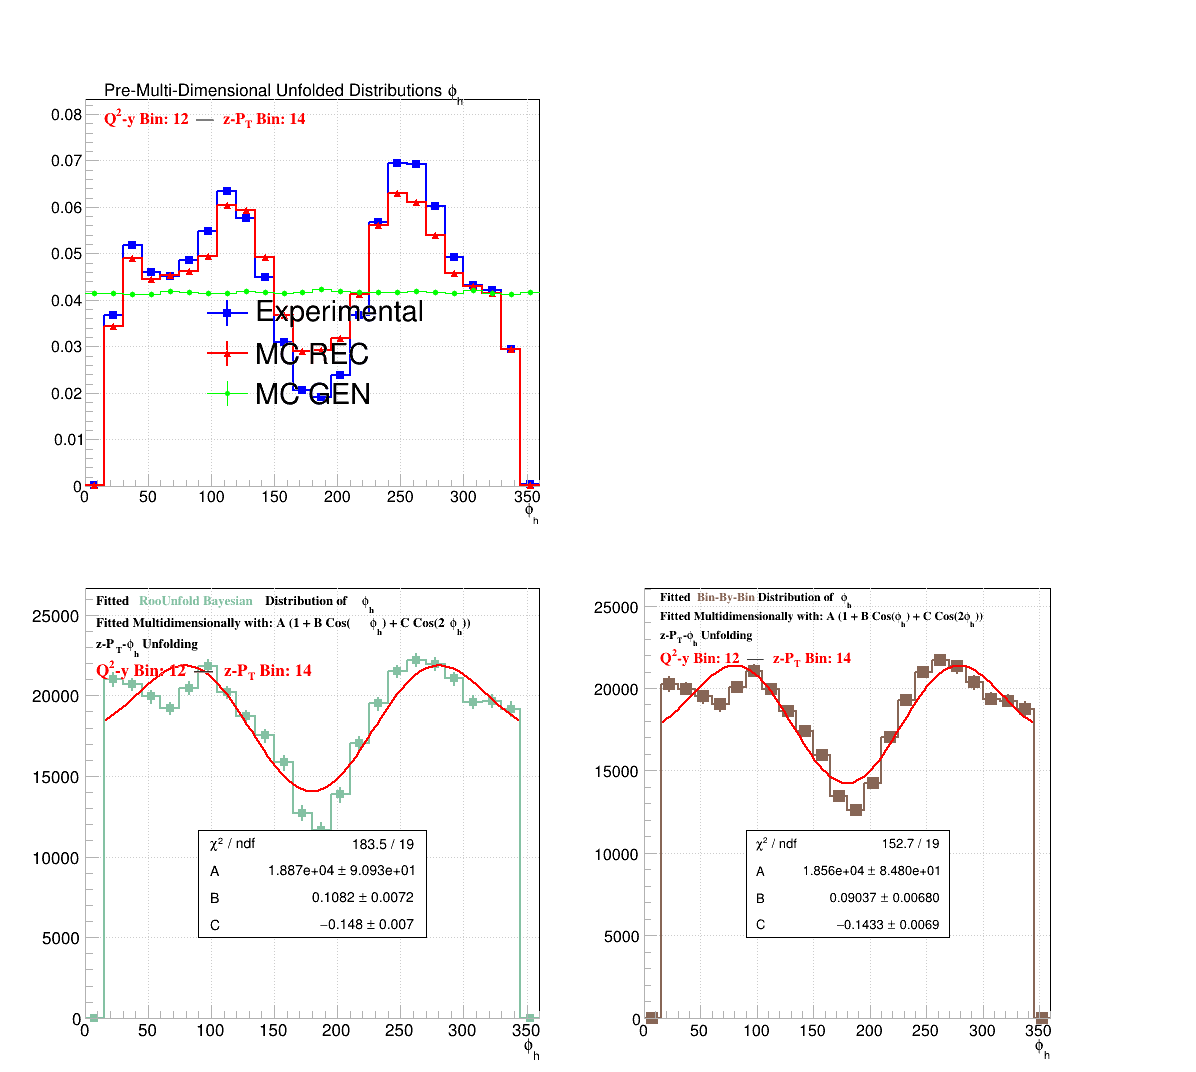 Pre-Multi-Dimensional Unfolded Distributions ϕh
Q2-y Bin: 12 — z-PT Bin: 14
0.08
0.07
0.06
0.05
0.04
0.03
0.02
0.01
0
Experimental
MC REC
MC GEN
0 50 100 150 200 250 300 350
ϕh
Fitted RooUnfold Bayesian Distribution of ϕh
Fitted Multidimensionally with: A (1 + B Cos( ϕh) + C Cos(2 ϕh))
z-PT-ϕh Unfolding
Q2-y Bin: 12 — z-PT Bin: 14
25000
20000
15000
10000
5000
0
χ2 / ndf 183.5 / 19
A 1.887e+04 ± 9.093e+01
B 0.1082 ± 0.0072
C −0.148 ± 0.007
0 50 100 150 200 250 300 350
ϕh
Fitted Bin-By-Bin Distribution of ϕh
Fitted Multidimensionally with: A (1 + B Cos(ϕh) + C Cos(2ϕh))
z-PT-ϕh Unfolding
Q2-y Bin: 12 — z-PT Bin: 14
25000
20000
15000
10000
5000
0
χ2 / ndf 152.7 / 19
A 1.856e+04 ± 8.480e+01
B 0.09037 ± 0.00680
C −0.1433 ± 0.0069
0 50 100 150 200 250 300 350
ϕh